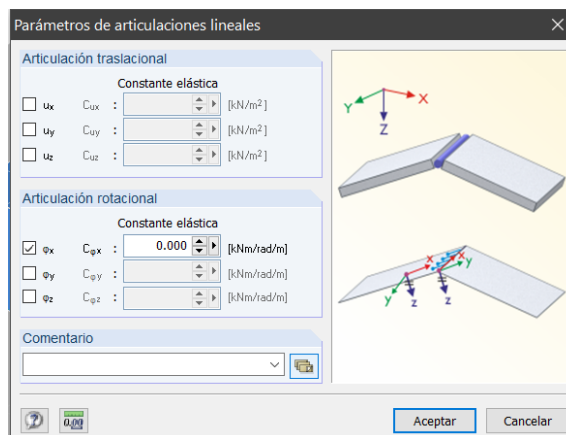 Parámetros de articulaciones lineales
Articulación traslacional
Constante elástica
ux Cux : [kN/m²]
uy Cuy : [kN/m²]
uz Cuz : [kN/m²]
Articulación rotacional
Constante elástica
φx Cφx : 0.000 [kNm/rad/m]
φy Cφy : [kNm/rad/m]
φz Cφz : [kNm/rad/m]
Comentario
0.00
Aceptar Cancelar
X
Y
Z
x
x
y
y
z
z